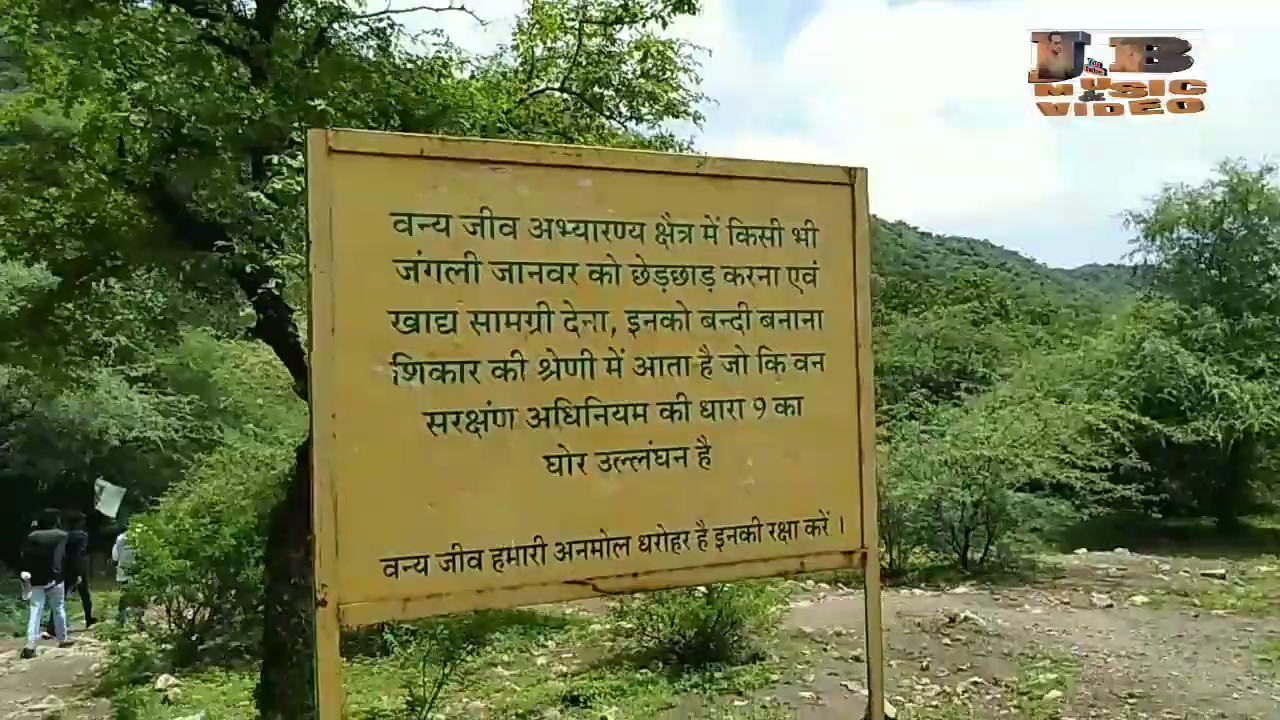 वन्य जीव अभ्यारण्य क्षैत्र में किसी भी
जंगली जानवर को छेड़छाड़ करना एवं
खाद्य सामग्री देना, इनको बन्दी बनाना
शिकार की श्रेणी में आता है जो कि वन
सरक्षंण अधिनियम की धारा 9 का
घोर उल्लंघन है
वन्य जीव हमारी अनमोल धरोहर है इनकी रक्षा करें ।
B
MUSIC
&
VIDEO